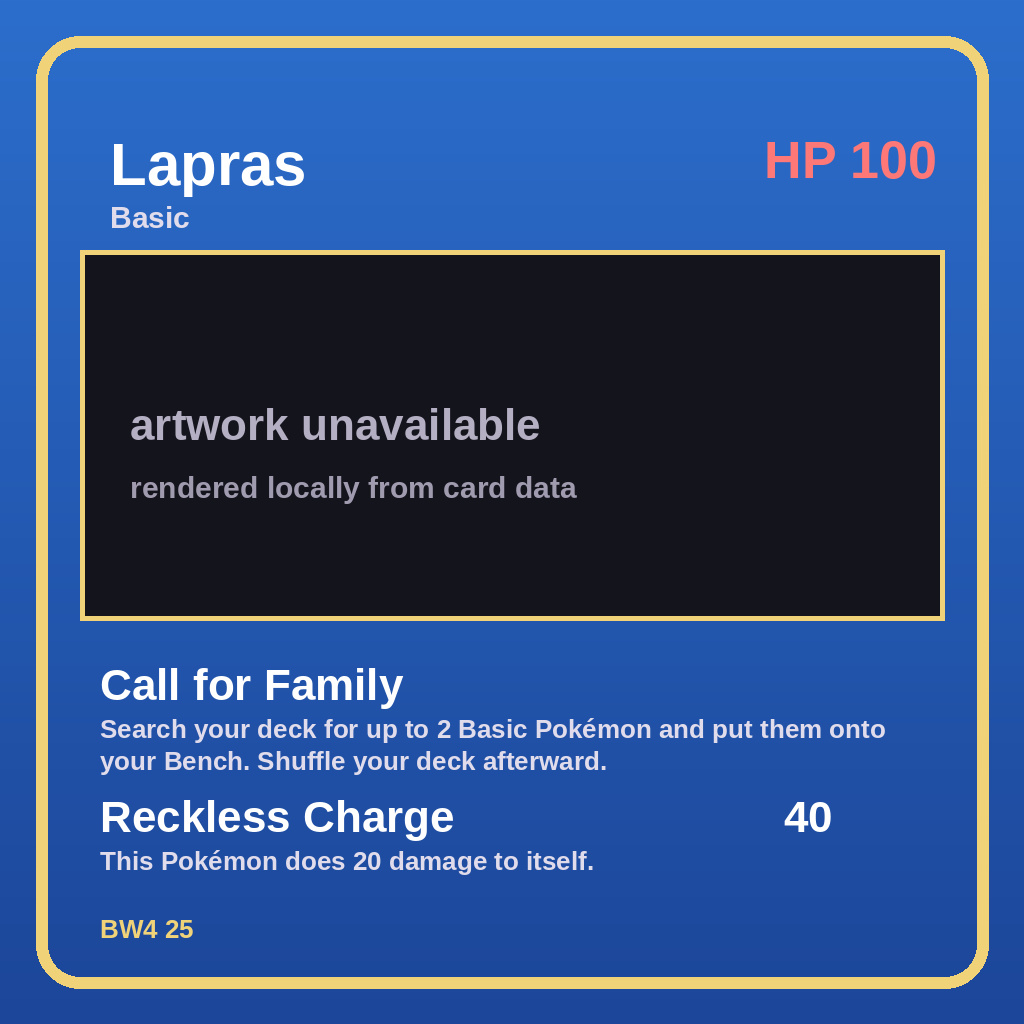 Lapras
HP 100
Basic
artwork unavailable
rendered locally from card data
Call for Family
Search your deck for up to 2 Basic Pokémon and put them onto
your Bench. Shuffle your deck afterward.
Reckless Charge 40
This Pokémon does 20 damage to itself.
BW4 25